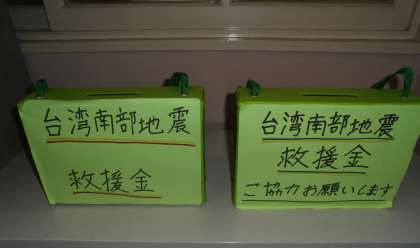 台湾南部地震
救援金
台湾南部地震
救援金
ご協力お願いします